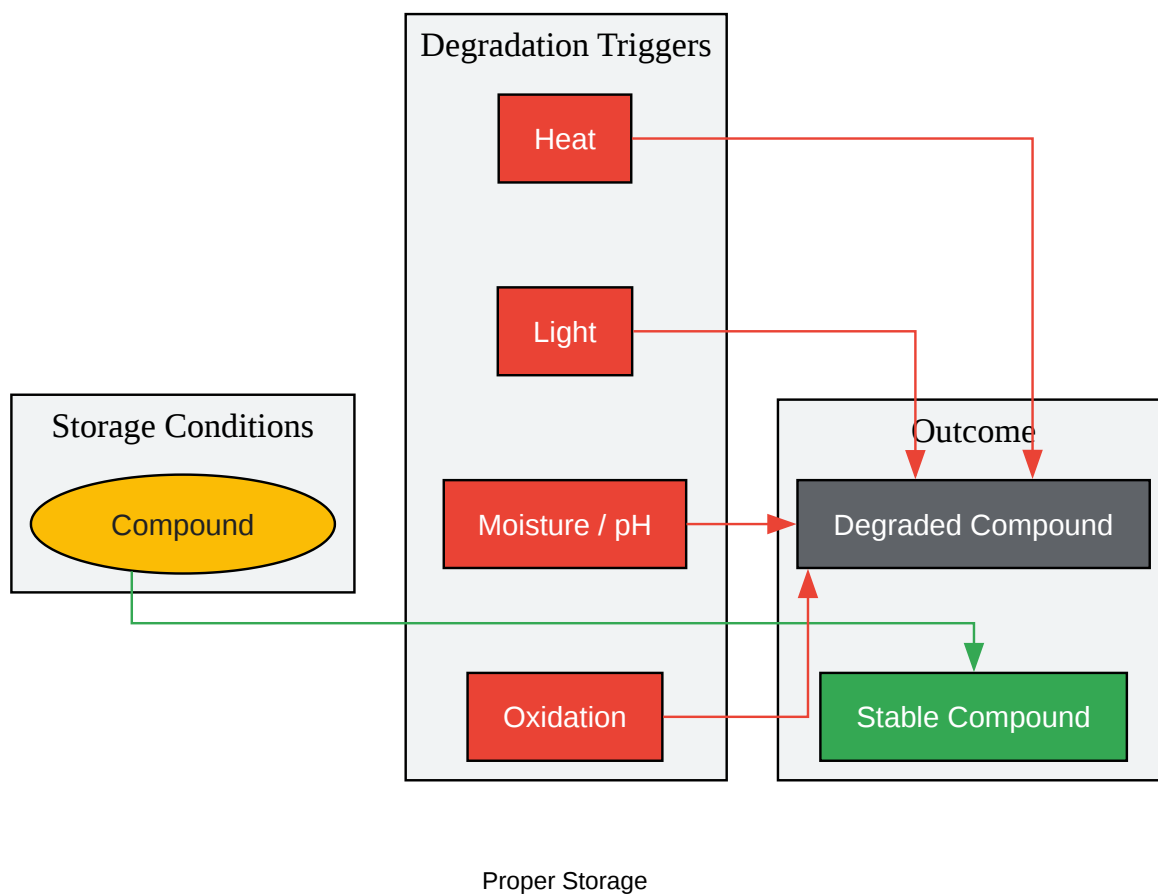 Degradation Triggers
Heat
Light
Storage Conditions
Outcome
Compound
Moisture / pH
Degraded Compound
Oxidation
Stable Compound
Proper Storage